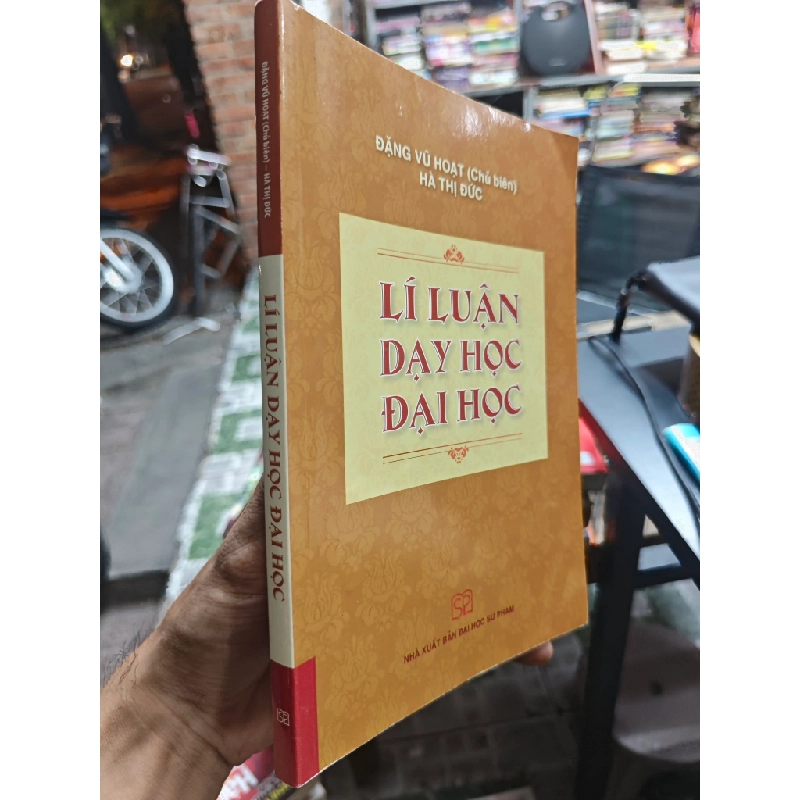 ĐẶNG VŨ HOẠT (Chủ biên)
HÀ THỊ ĐỨC
LÍ LUẬN
DẠY HỌC
ĐẠI HỌC
NHÀ XUẤT BẢN ĐẠI HỌC SƯ PHẠM
ĐẶNG VŨ HOẠT (Chủ biên) - HÀ THỊ ĐỨC
LÍ LUẬN DẠY HỌC ĐẠI HỌC